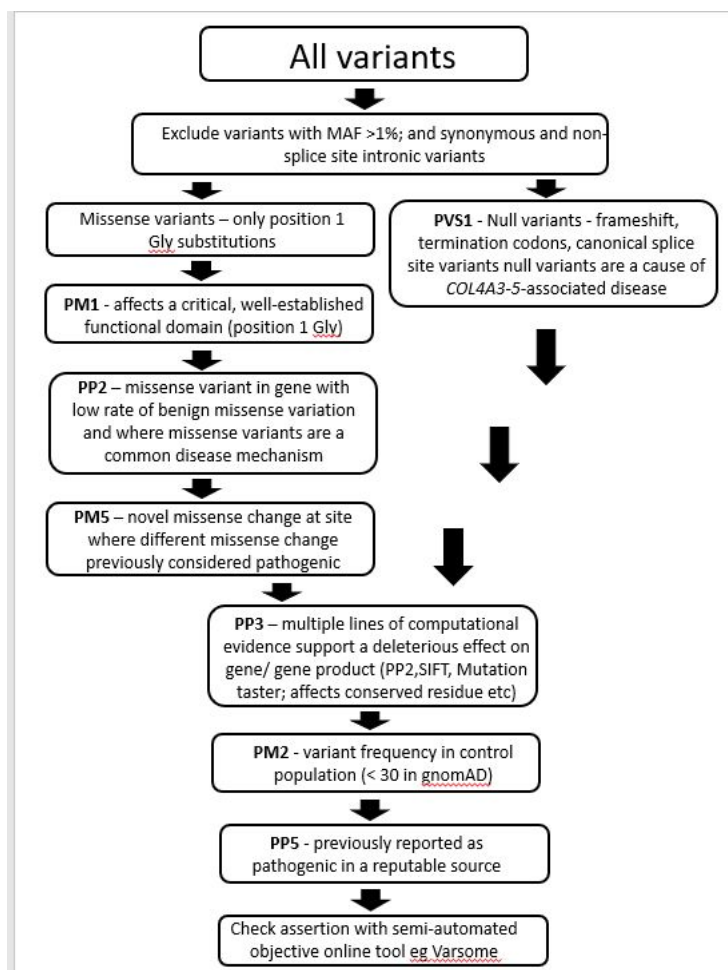 All variants
Exclude variants with MAF >1%; and synonymous and non-
splice site intronic variants
Missense variants – only position 1
Gly substitutions
PM1 - affects a critical, well-established
functional domain (position 1 Gly)
PP2 – missense variant in gene with
low rate of benign missense variation
and where missense variants are a
common disease mechanism
PM5 – novel missense change at site
where different missense change
previously considered pathogenic
PVS1 - Null variants - frameshift,
termination codons, canonical splice
site variants null variants are a cause of
COL4A3-5-associated disease
PP3 – multiple lines of computational
evidence support a deleterious effect on
gene/ gene product (PP2,SIFT, Mutation
taster; affects conserved residue etc)
PM2 - variant frequency in control
population (< 30 in gnomAD)
PP5 - previously reported as
pathogenic in a reputable source
Check assertion with semi-automated
objective online tool eg Varsome